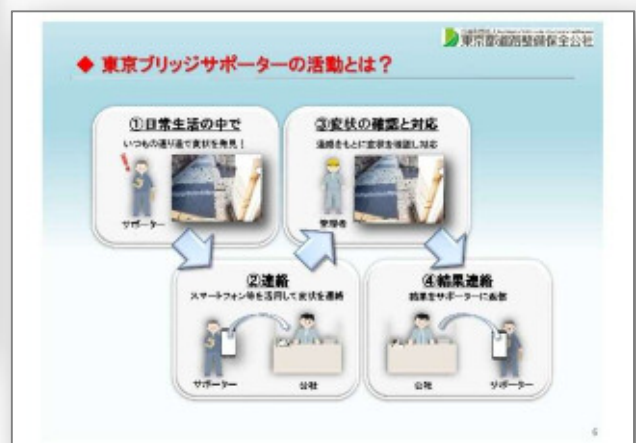 東京都道路整備保全公社
◆ 東京ブリッジサポーターの活動とは？
①日常生活の中で
いつもの通り道で変状を発見！
サポーター
③変状の確認と対応
連絡をもとに変状を確認し対応
管理者
②連絡
スマートフォン等を活用して変状を連絡
サポーター
公社
④結果連絡
結果をサポーターに返信
公社
サポーター
6